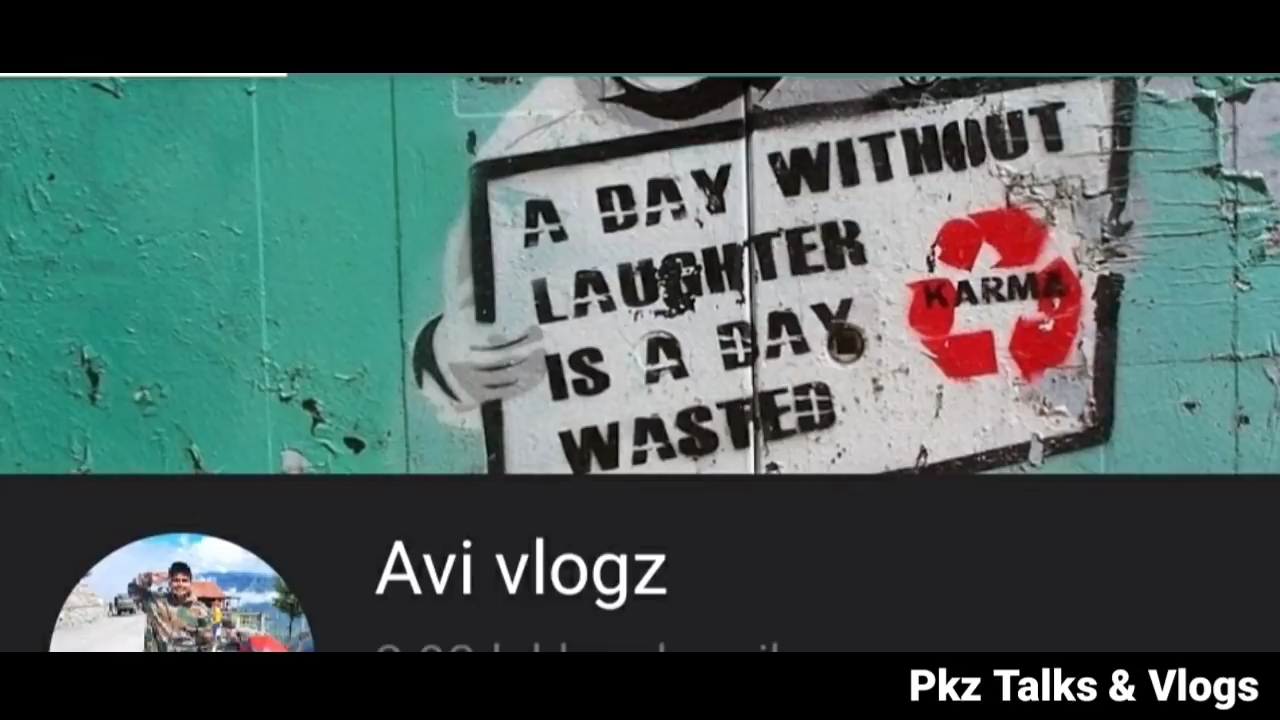 A DAY WITHOUT
LAUGHTER
IS A DAY
WASTED
KARMA
Avi vlogz
Pkz Talks & Vlogs